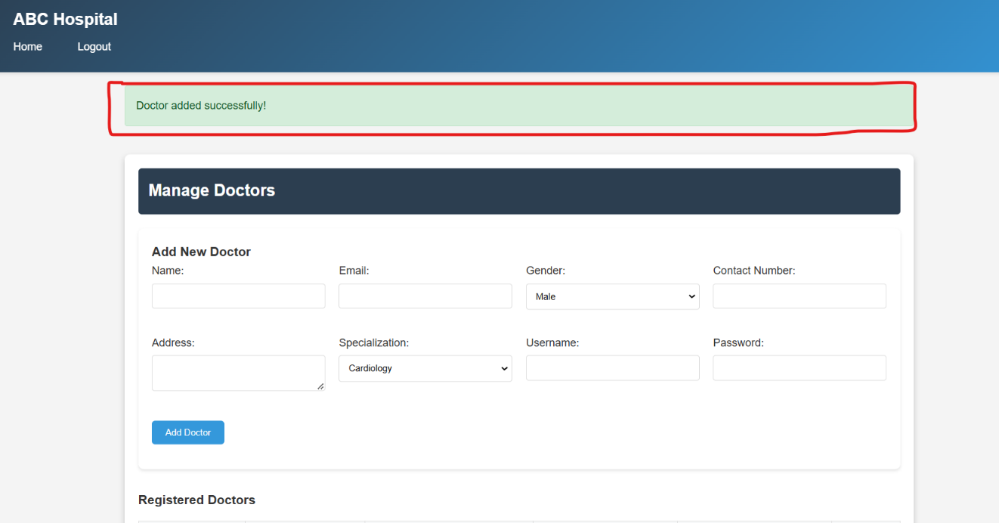 ABC Hospital
Home Logout
Doctor added successfully!
Manage Doctors
Add New Doctor
Name: Email: Gender: Contact Number:
Male
Address: Specialization: Username: Password:
Cardiology
Add Doctor
Registered Doctors